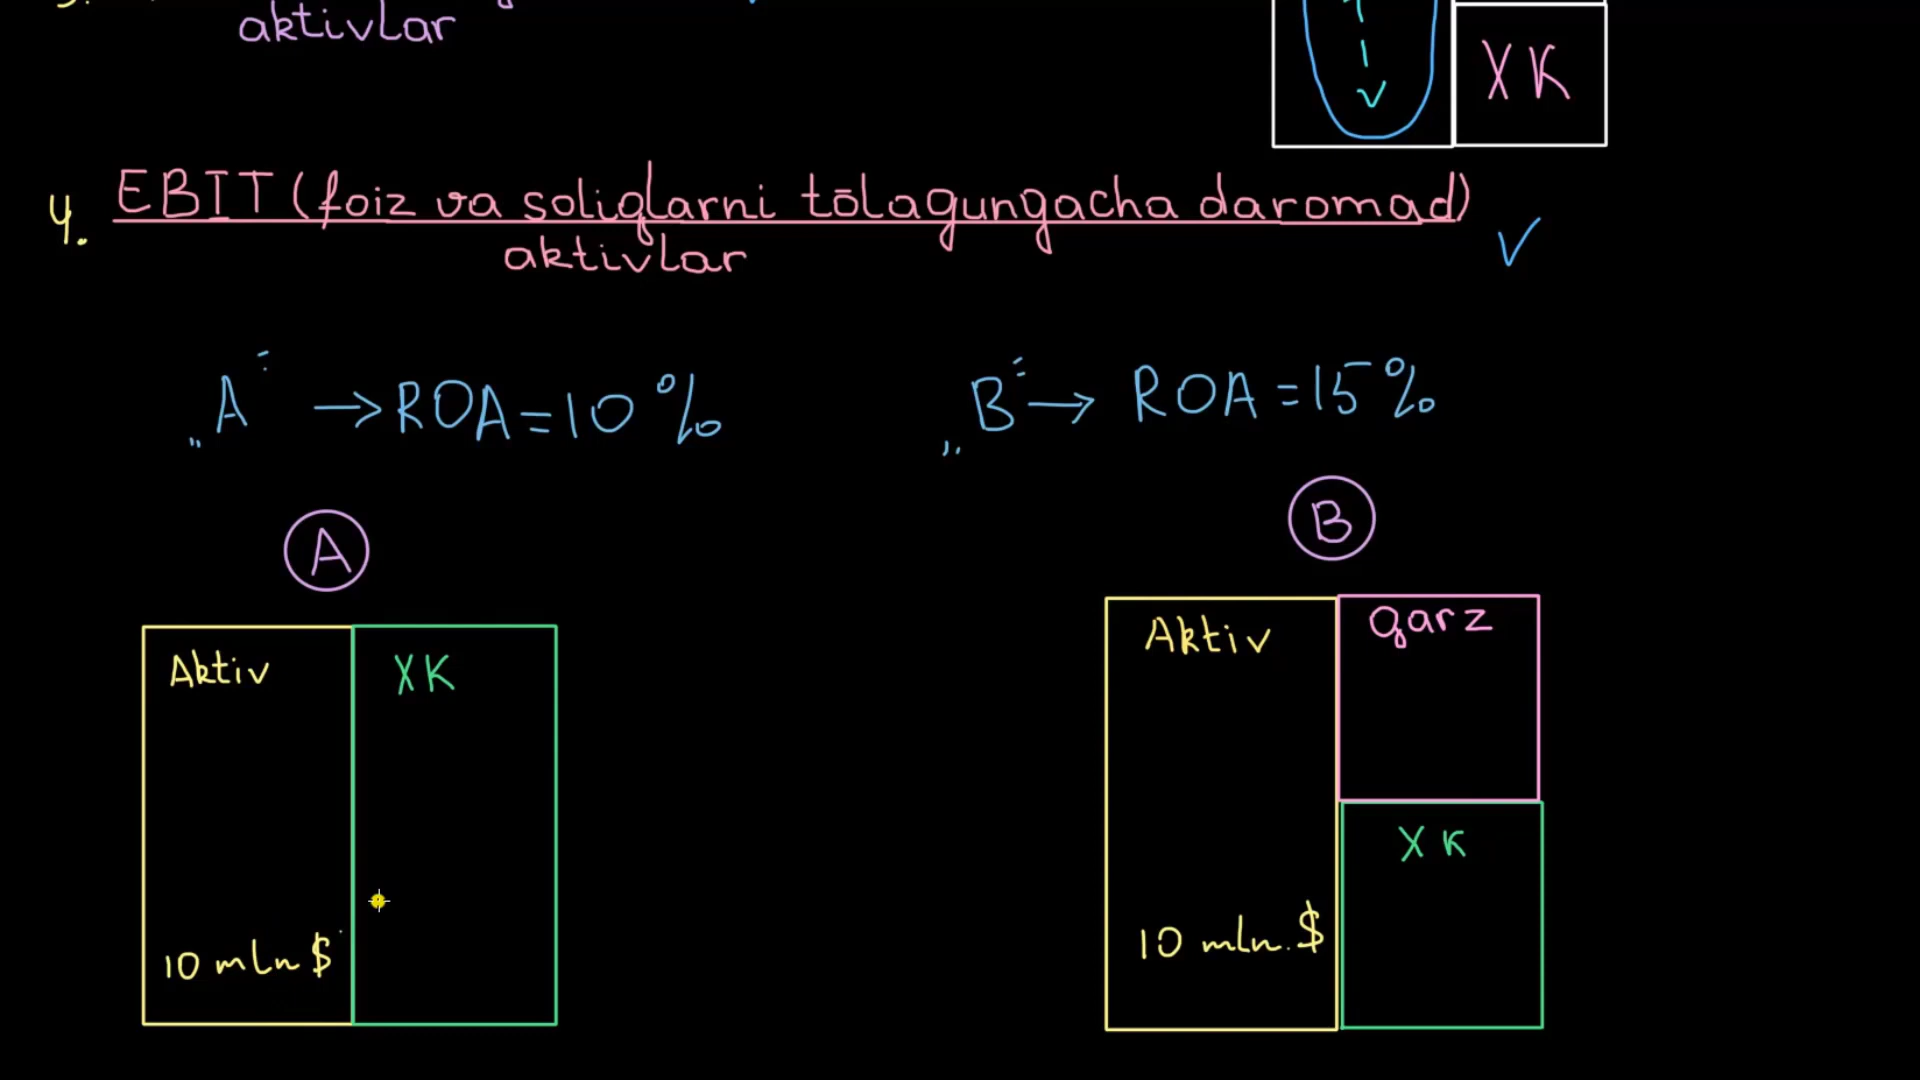 aktivlar
XK
4. EBIT (foiz va soliqlarni tōlagungacha daromad)
aktivlar
„A" → ROA = 10%
„B" → ROA = 15%
A
B
Aktiv
XK
10 mln $
Aktiv
qarz
XK
10 mln. $